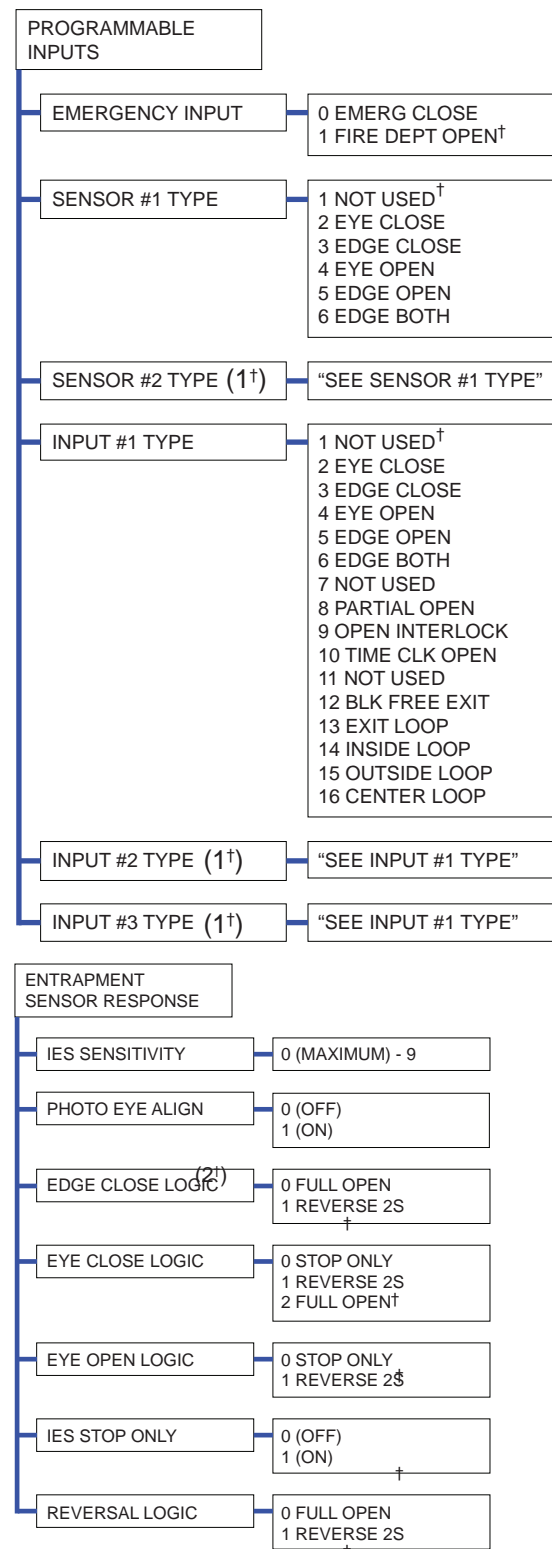 PROGRAMMABLE
INPUTS
EMERGENCY INPUT
0 EMERG CLOSE
1 FIRE DEPT OPEN†
SENSOR #1 TYPE
1 NOT USED†
2 EYE CLOSE
3 EDGE CLOSE
4 EYE OPEN
5 EDGE OPEN
6 EDGE BOTH
SENSOR #2 TYPE (1†)
“SEE SENSOR #1 TYPE”
INPUT #1 TYPE
1 NOT USED†
2 EYE CLOSE
3 EDGE CLOSE
4 EYE OPEN
5 EDGE OPEN
6 EDGE BOTH
7 NOT USED
8 PARTIAL OPEN
9 OPEN INTERLOCK
10 TIME CLK OPEN
11 NOT USED
12 BLK FREE EXIT
13 EXIT LOOP
14 INSIDE LOOP
15 OUTSIDE LOOP
16 CENTER LOOP
INPUT #2 TYPE (1†)
“SEE INPUT #1 TYPE”
INPUT #3 TYPE (1†)
“SEE INPUT #1 TYPE”
ENTRAPMENT
SENSOR RESPONSE
IES SENSITIVITY
0 (MAXIMUM) - 9
PHOTO EYE ALIGN
0 (OFF)
1 (ON)
(2†)
EDGE CLOSE LOGIC
0 FULL OPEN
1 REVERSE 2S
†
EYE CLOSE LOGIC
0 STOP ONLY
1 REVERSE 2S
2 FULL OPEN†
EYE OPEN LOGIC
0 STOP ONLY
1 REVERSE 2S
†
IES STOP ONLY
0 (OFF)
1 (ON)
†
REVERSAL LOGIC
0 FULL OPEN
1 REVERSE 2S
†